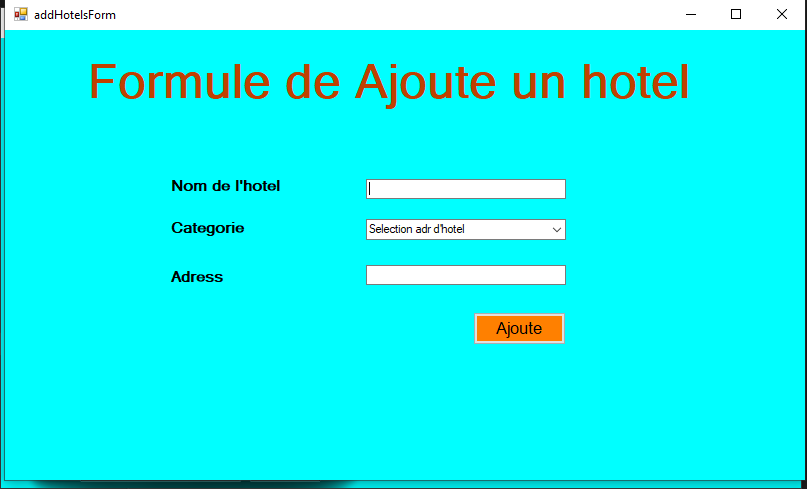 addHotelsForm
Formule de Ajoute un hotel
Nom de l'hotel
Categorie
Selection adr d'hotel
Adress
Ajoute